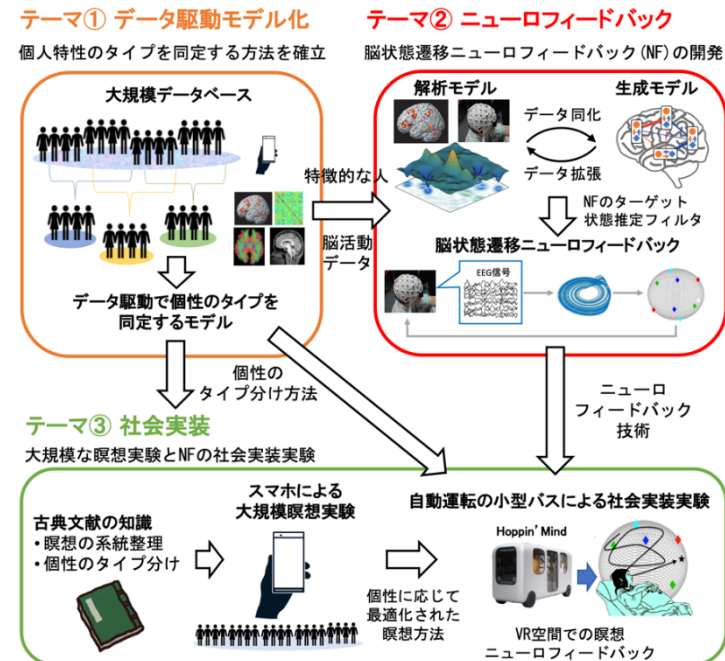 テーマ① データ駆動モデル化
個人特性のタイプを同定する方法を確立
大規模データベース
データ駆動で個性のタイプを
同定するモデル
特徴的な人
脳活動
データ
テーマ② ニューロフィードバック
脳状態遷移ニューロフィードバック(NF)の開発
解析モデル
生成モデル
データ同化
データ拡張
NFのターゲット
状態推定フィルタ
脳状態遷移ニューロフィードバック
EEG信号
個性の
タイプ分け方法
ニューロ
フィードバック
技術
テーマ③ 社会実装
大規模な瞑想実験とNFの社会実装実験
古典文献の知識
・瞑想の系統整理
・個性のタイプ分け
スマホによる
大規模瞑想実験
個性に応じて
最適化された
瞑想方法
自動運転の小型バスによる社会実装実験
Hoppin' Mind
VR空間での瞑想
ニューロフィードバック